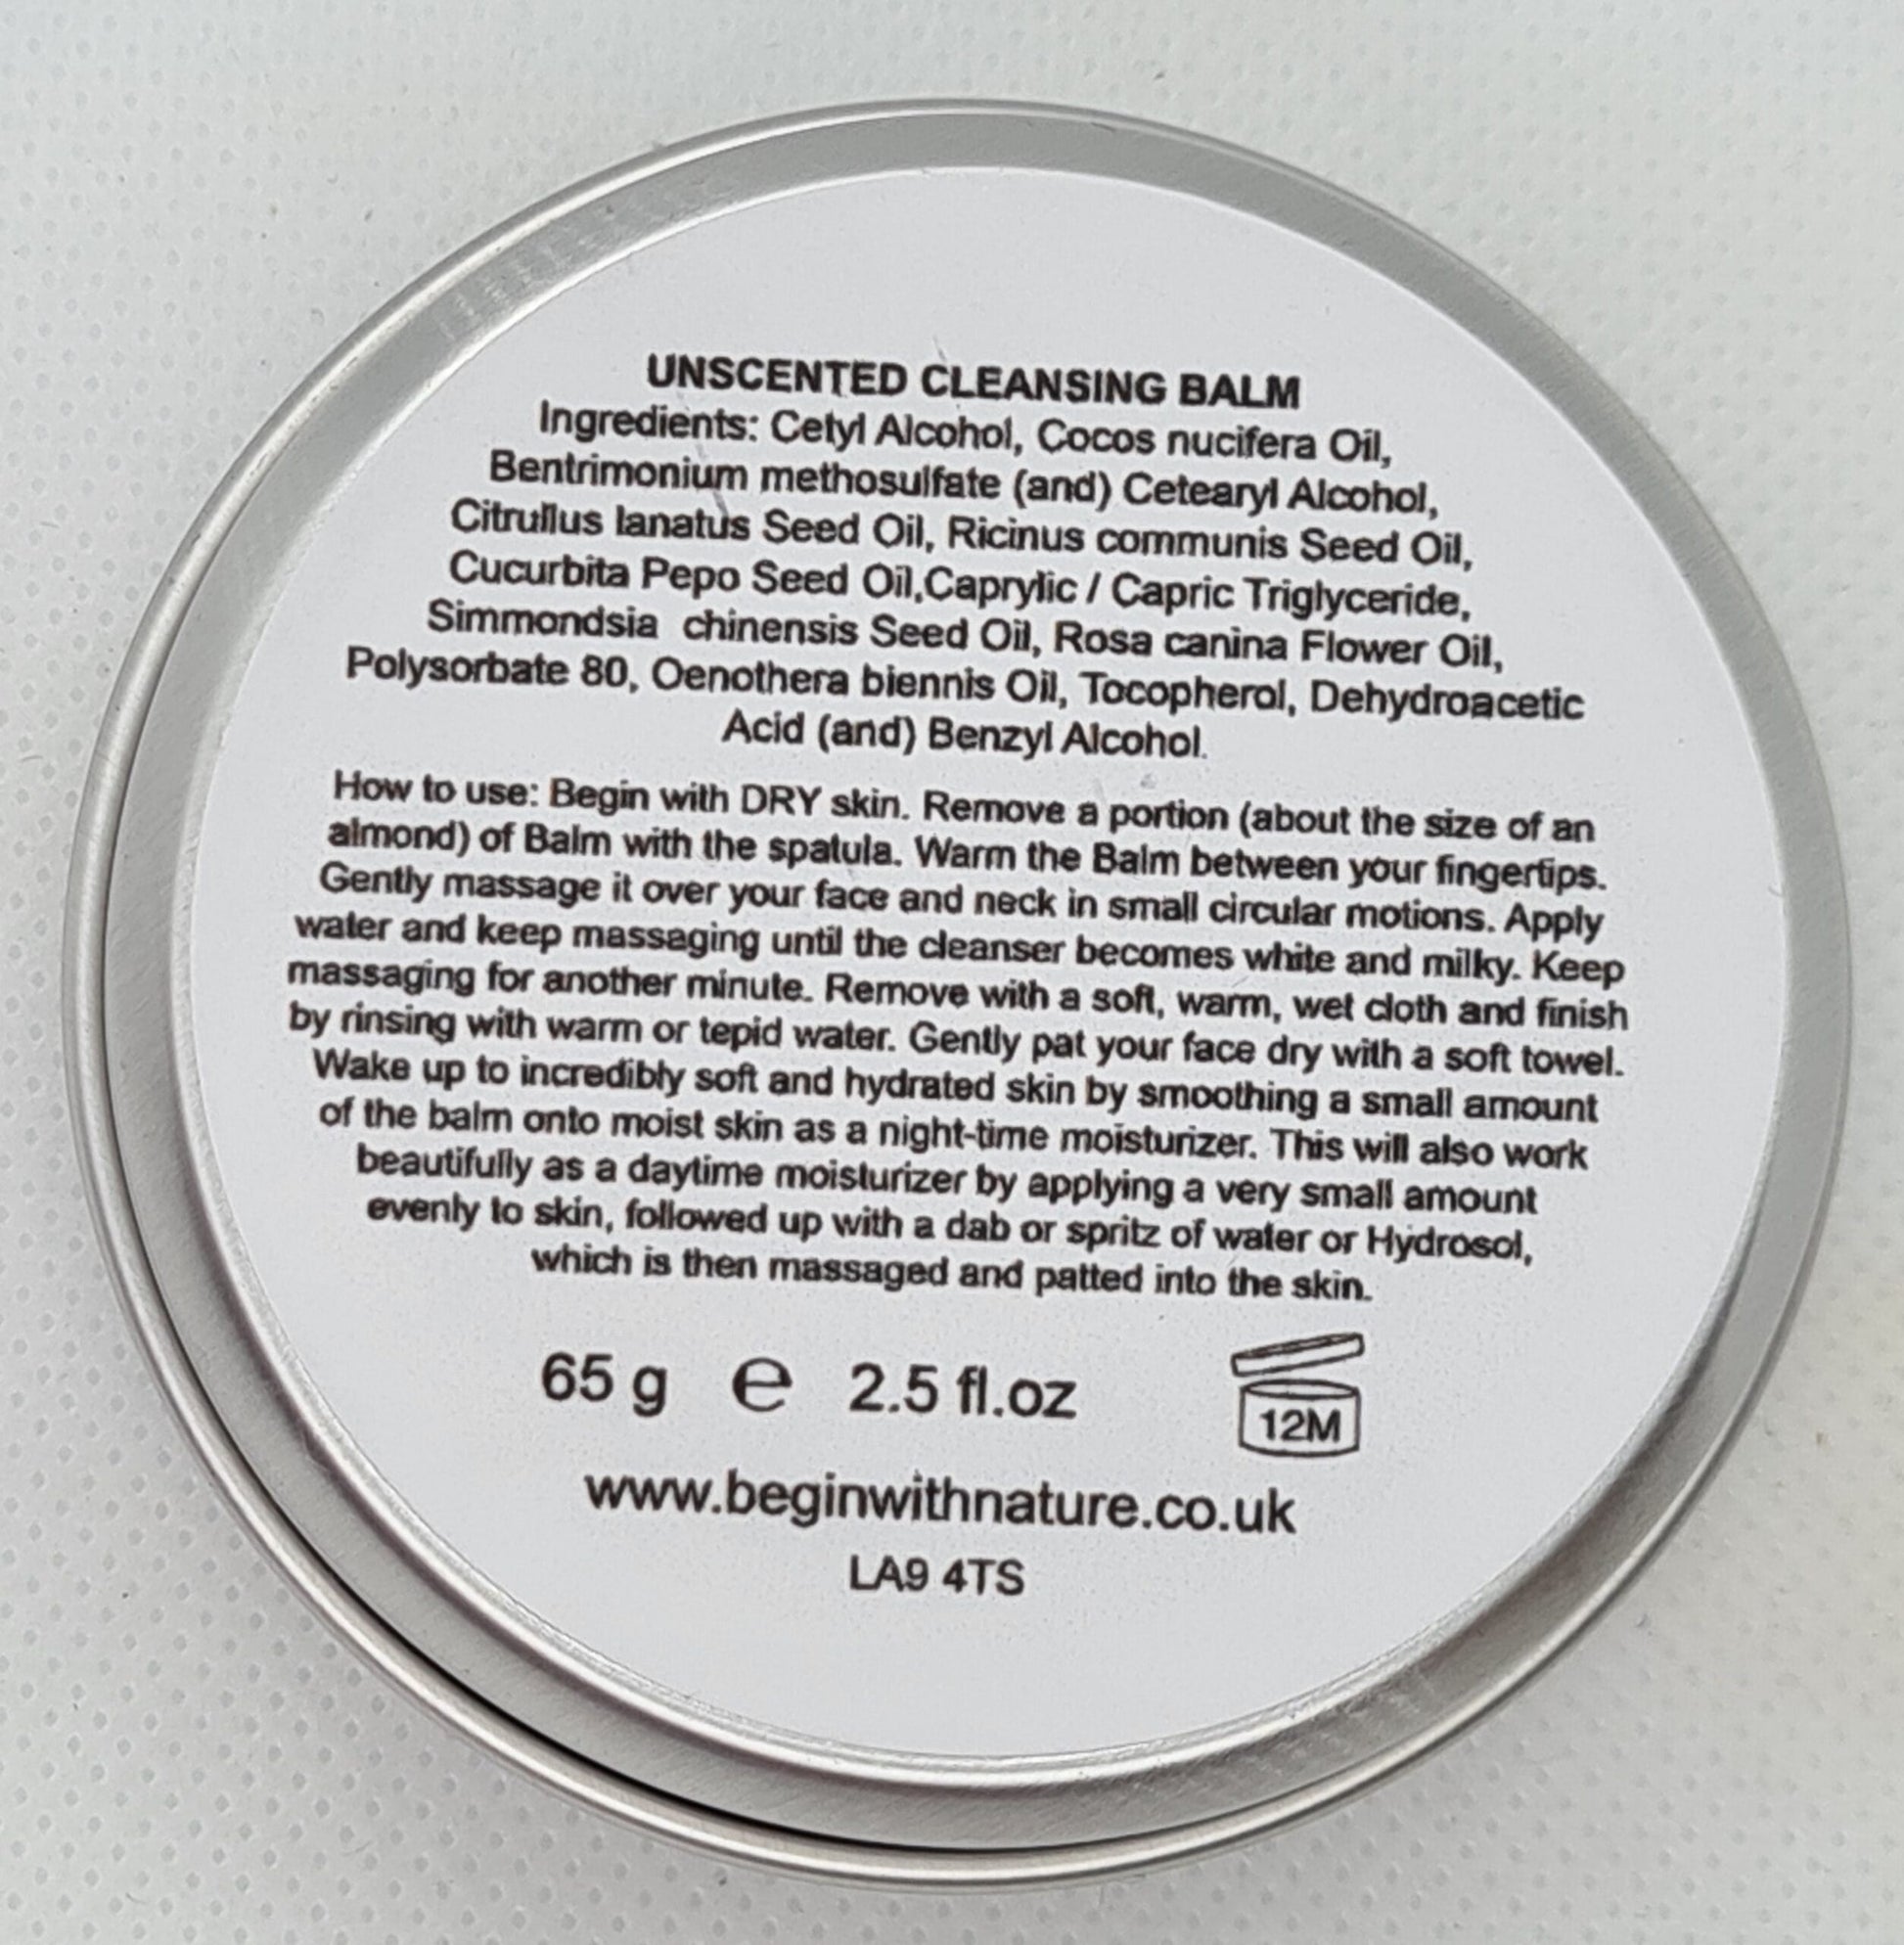 UNSCENTED CLEANSING BALM
Ingredients: Cetyl Alcohol, Cocos nucifera Oil,
Bentrimonium methosulfate (and) Cetearyl Alcohol,
Citrullus lanatus Seed Oil, Ricinus communis Seed Oil,
Cucurbita Pepo Seed Oil,Caprylic / Capric Triglyceride,
Simmondsia chinensis Seed Oil, Rosa canina Flower Oil,
Polysorbate 80, Oenothera biennis Oil, Tocopherol, Dehydroacetic
Acid (and) Benzyl Alcohol.
How to use: Begin with DRY skin. Remove a portion (about the size of an
almond) of Balm with the spatula. Warm the Balm between your fingertips.
Gently massage it over your face and neck in small circular motions. Apply
water and keep massaging until the cleanser becomes white and milky. Keep
massaging for another minute. Remove with a soft, warm, wet cloth and finish
by rinsing with warm or tepid water. Gently pat your face dry with a soft towel.
Wake up to incredibly soft and hydrated skin by smoothing a small amount
of the balm onto moist skin as a night-time moisturizer. This will also work
beautifully as a daytime moisturizer by applying a very small amount
evenly to skin, followed up with a dab or spritz of water or Hydrosol,
which is then massaged and patted into the skin.
65 g e 2.5 fl.oz
12M
www.beginwithnature.co.uk
LA9 4TS